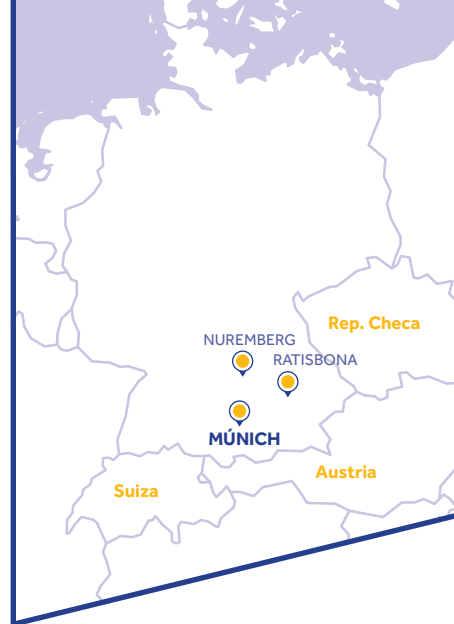 Rep. Checa
NUREMBERG
RATISBONA
MÚNICH
Austria
Suiza